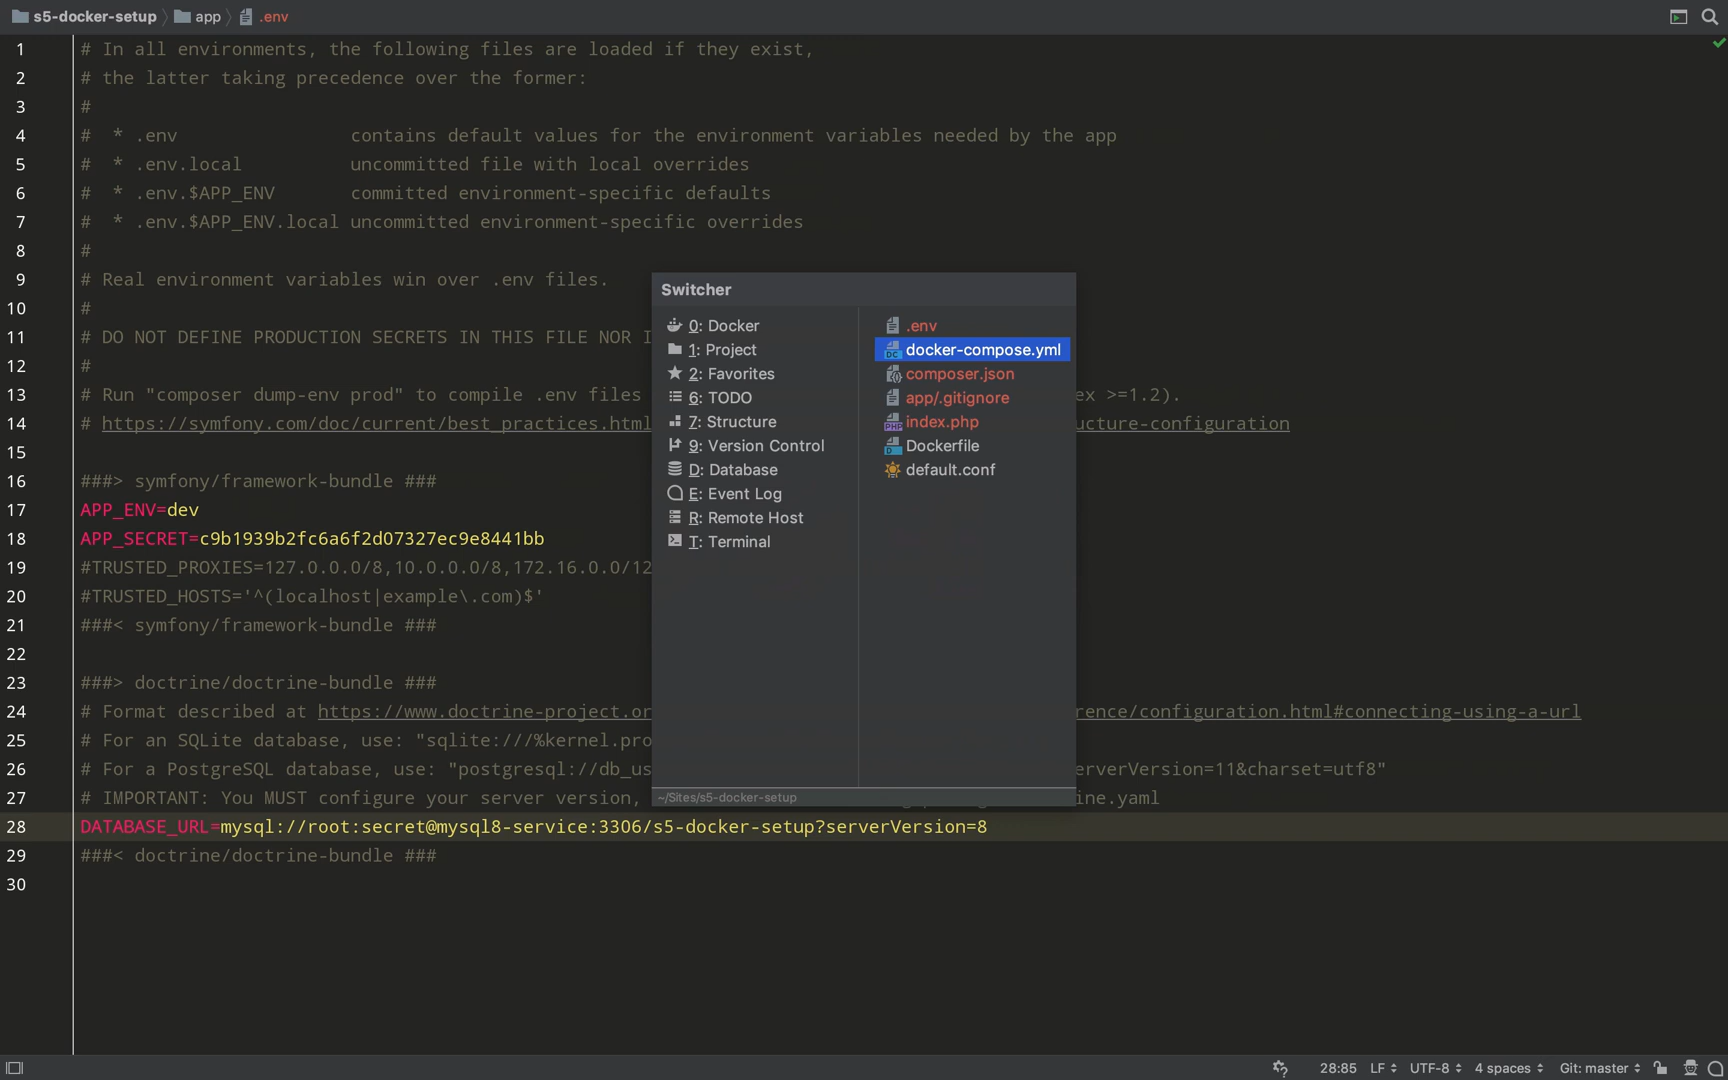 s5-docker-setup app .env
1 # In all environments, the following files are loaded if they exist,
2 # the latter taking precedence over the former:
3 #
4 #  * .env                contains default values for the environment variables needed by the app
5 #  * .env.local          uncommitted file with local overrides
6 #  * .env.$APP_ENV       committed environment-specific defaults
7 #  * .env.$APP_ENV.local uncommitted environment-specific overrides
8 #
9 # Real environment variables win over .env files.
10 #
11 # DO NOT DEFINE PRODUCTION SECRETS IN THIS FILE NOR I
12 #
13 # Run "composer dump-env prod" to compile .env files ex >=1.2).
14 # https://symfony.com/doc/current/best_practices.html ucture-configuration
15
16 ###> symfony/framework-bundle ###
17 APP_ENV=dev
18 APP_SECRET=c9b1939b2fc6a6f2d07327ec9e8441bb
19 #TRUSTED_PROXIES=127.0.0.0/8,10.0.0.0/8,172.16.0.0/12
20 #TRUSTED_HOSTS='^(localhost|example\.com)$'
21 ###< symfony/framework-bundle ###
22
23 ###> doctrine/doctrine-bundle ###
24 # Format described at https://www.doctrine-project.or rence/configuration.html#connecting-using-a-url
25 # For an SQLite database, use: "sqlite:///%kernel.pro
26 # For a PostgreSQL database, use: "postgresql://db_us erverVersion=11&charset=utf8"
27 # IMPORTANT: You MUST configure your server version, ine.yaml
28 DATABASE_URL=mysql://root:secret@mysql8-service:3306/s5-docker-setup?serverVersion=8
29 ###< doctrine/doctrine-bundle ###
30
Switcher
0: Docker
1: Project
2: Favorites
6: TODO
7: Structure
9: Version Control
D: Database
E: Event Log
R: Remote Host
T: Terminal
.env
docker-compose.yml
composer.json
app/.gitignore
index.php
Dockerfile
default.conf
~/Sites/s5-docker-setup
28:85 LF UTF-8 4 spaces Git: master